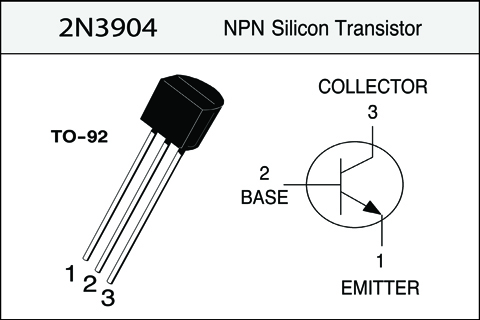 2N3904 NPN Silicon Transistor
TO-92
1 2 3
COLLECTOR
3
2
BASE
1
EMITTER